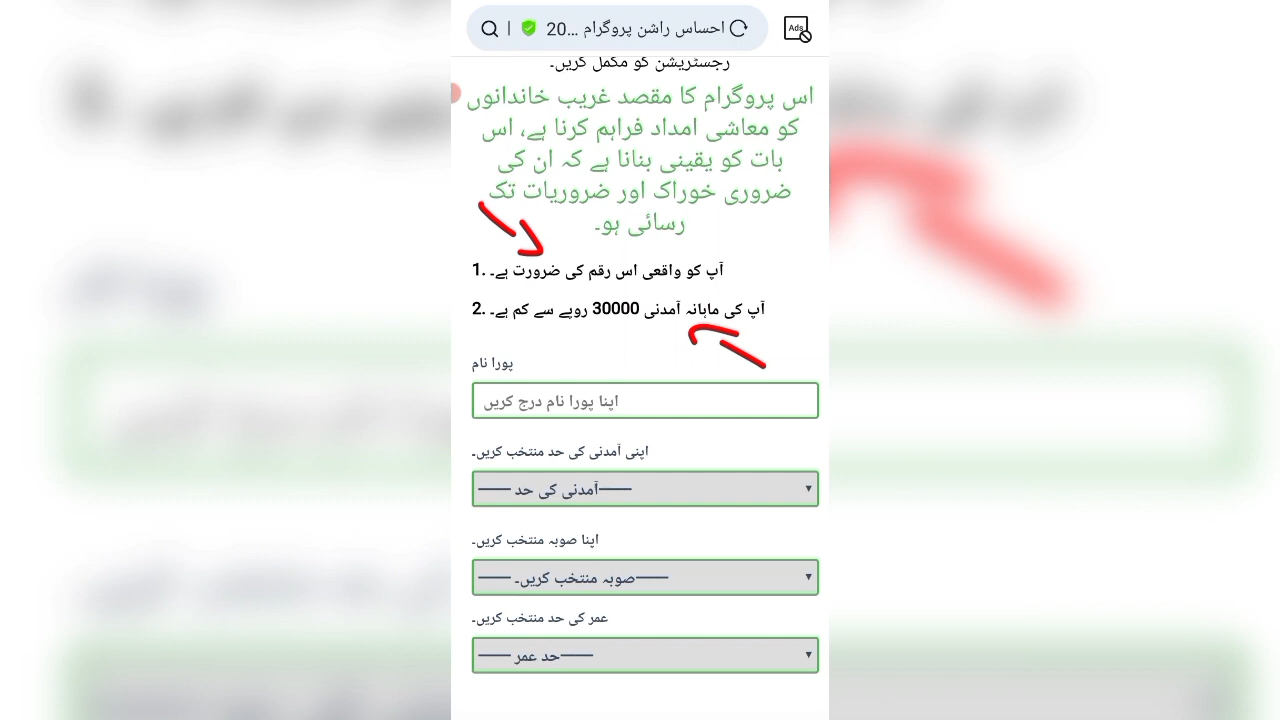 احساس راشن پروگرام 20...
Ads
رجسٹریشن کو مکمل کریں۔
اس پروگرام کا مقصد غریب خاندانوں
کو معاشی امداد فراہم کرنا ہے، اس
بات کو یقینی بنانا ہے کہ ان کی
ضروری خوراک اور ضروریات تک
رسائی ہو۔
1. آپ کو واقعی اس رقم کی ضرورت ہے۔
2. آپ کی ماہانہ آمدنی 30000 روپے سے کم ہے۔
پورا نام
اپنا پورا نام درج کریں
اپنی آمدنی کی حد منتخب کریں۔
——آمدنی کی حد ——
اپنا صوبہ منتخب کریں۔
——صوبہ منتخب کریں۔ ——
عمر کی حد منتخب کریں۔
——حد عمر ——